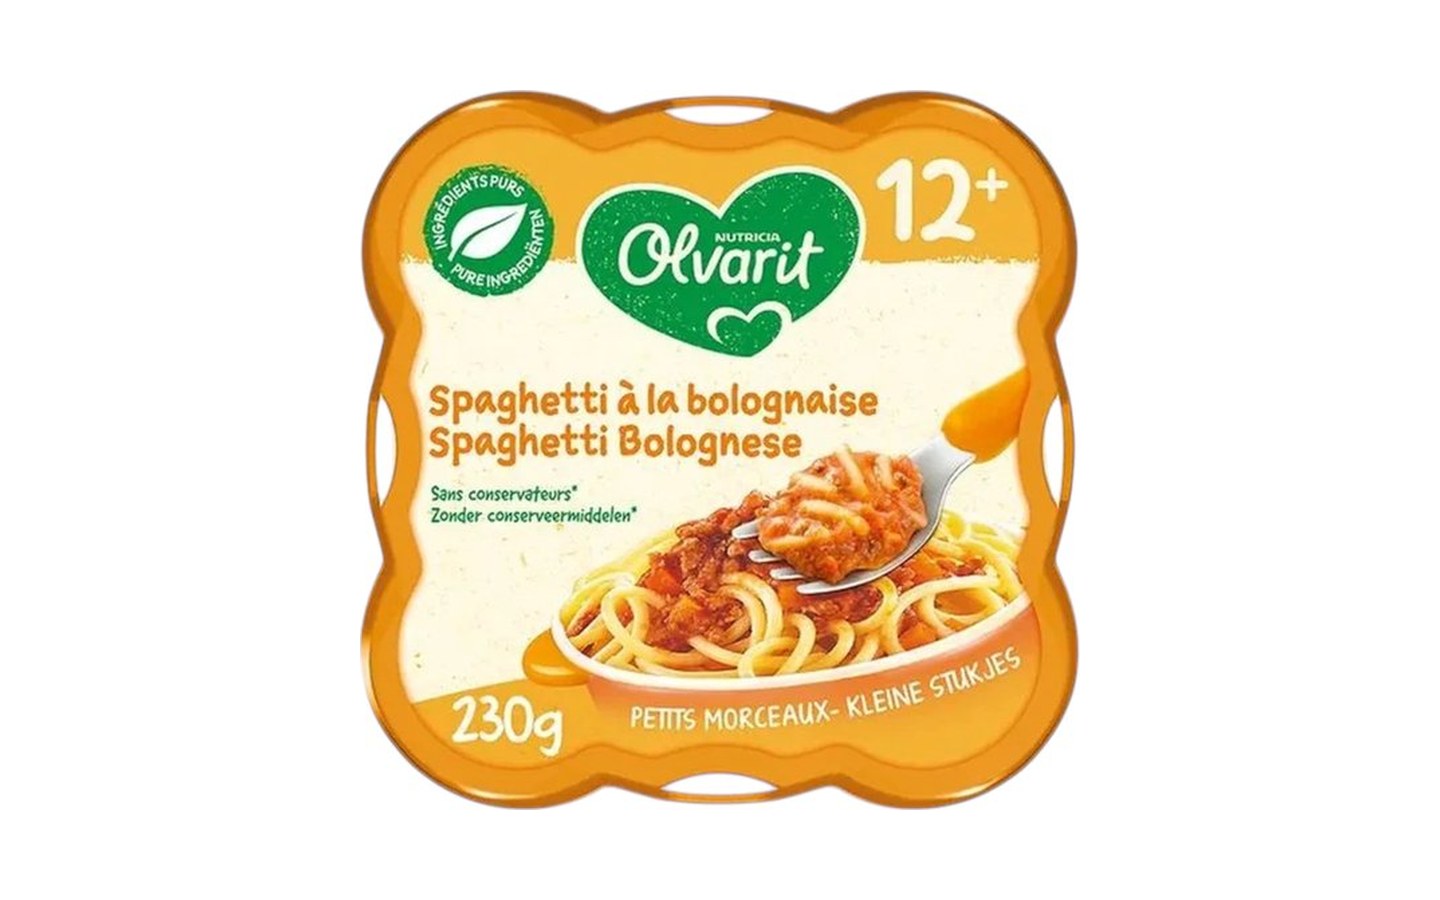 INGRÉDIENTS PURS
PURE INGREDIËNTEN
NUTRICIA
Olvarit
12+
Spaghetti à la bolognaise
Spaghetti Bolognese
Sans conservateurs*
Zonder conserveermiddelen*
230g
PETITS MORCEAUX- KLEINE STUKJES